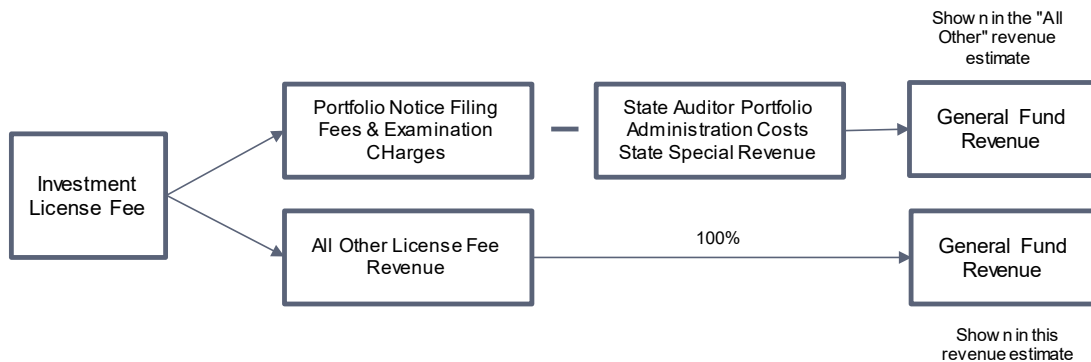 Shown in the "All
Other" revenue
estimate
Portfolio Notice Filing
Fees & Examination
CHarges
State Auditor Portfolio
Administration Costs
State Special Revenue
General Fund
Revenue
Investment
License Fee
All Other License Fee
Revenue
100%
General Fund
Revenue
Shown in this
revenue estimate